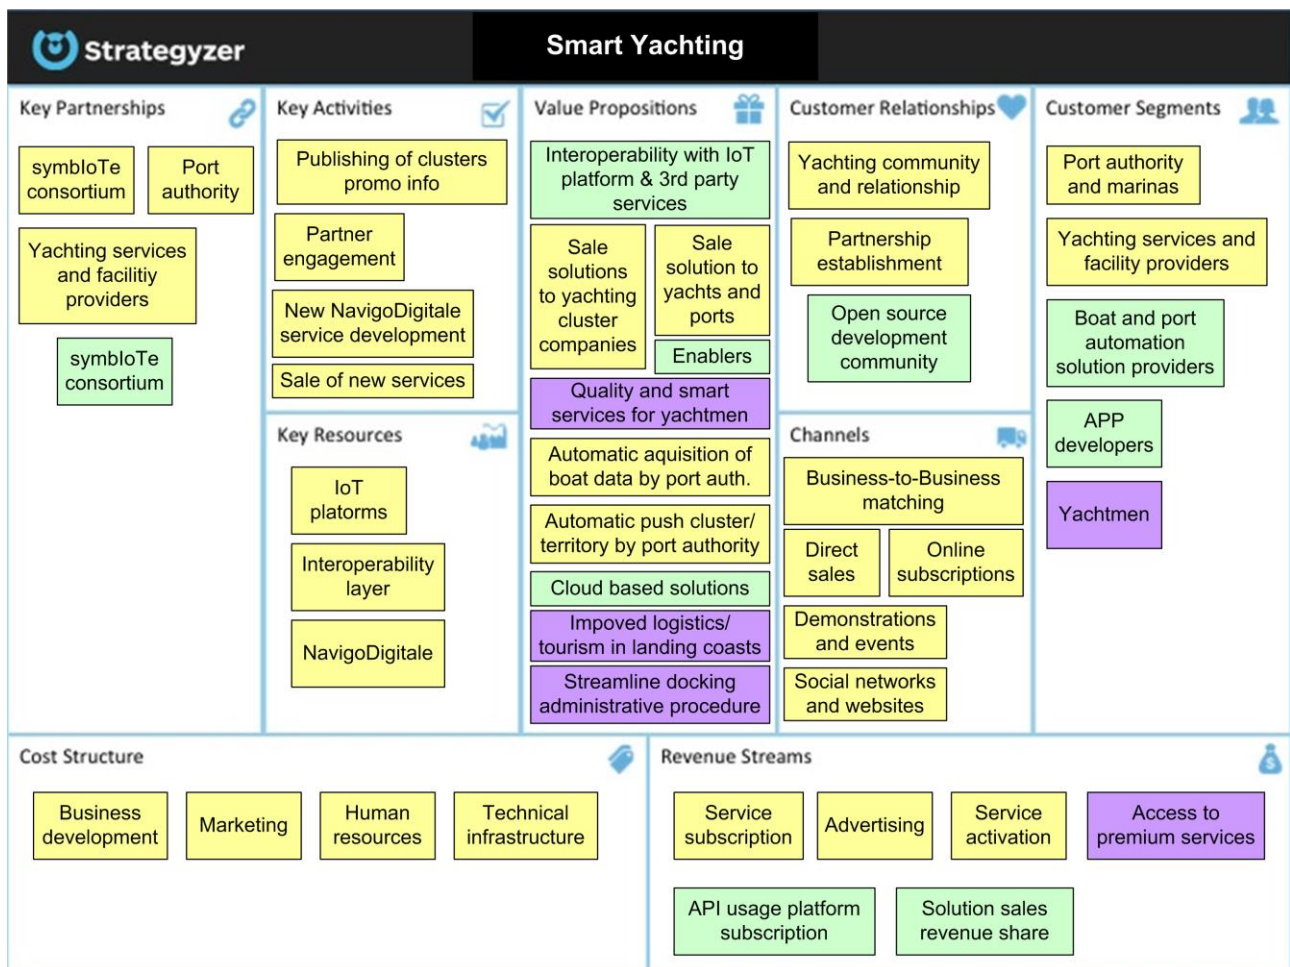 Strategyzer
Smart Yachting
Key Partnerships
symbIoTe
consortium
Port
authority
Yachting services
and facilitiy
providers
symbIoTe
consortium
Key Activities
Publishing of clusters
promo info
Partner
engagement
New NavigoDigitale
service development
Sale of new services
Key Resources
IoT
platorms
Interoperability
layer
NavigoDigitale
Value Propositions
Interoperability with IoT
platform & 3rd party
services
Sale
solutions
to yachting
cluster
companies
Sale
solution to
yachts and
ports
Enablers
Quality and smart
services for yachtmen
Automatic aquisition of
boat data by port auth.
Automatic push cluster/
territory by port authority
Cloud based solutions
Impoved logistics/
tourism in landing coasts
Streamline docking
administrative procedure
Customer Relationships
Yachting community
and relationship
Partnership
establishment
Open source
development
community
Channels
Business-to-Business
matching
Direct
sales
Online
subscriptions
Demonstrations
and events
Social networks
and websites
Customer Segments
Port authority
and marinas
Yachting services and
facility providers
Boat and port
automation
solution providers
APP
developers
Yachtmen
Cost Structure
Business
development
Marketing
Human
resources
Technical
infrastructure
Revenue Streams
Service
subscription
Advertising
Service
activation
Access to
premium services
API usage platform
subscription
Solution sales
revenue share